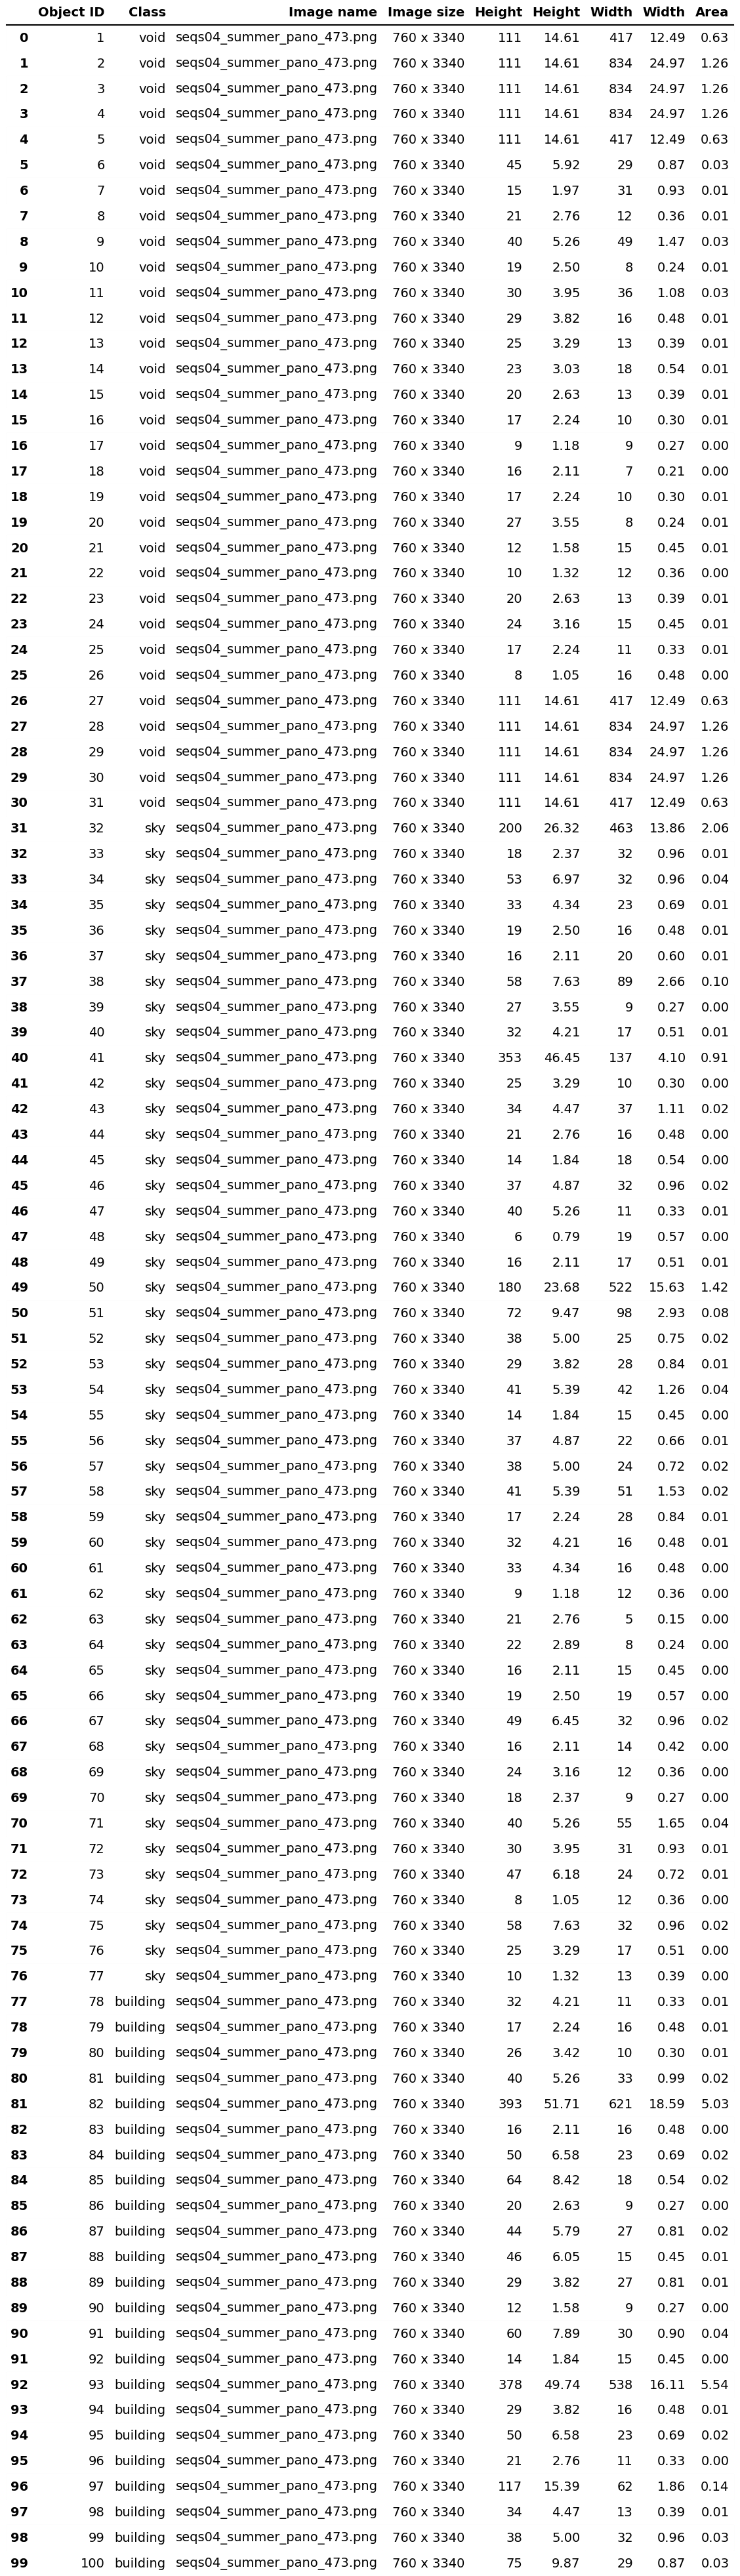 Object ID Class Image name Image size Height Height Width Width Area
0 1 void seqs04_summer_pano_473.png 760 x 3340 111 14.61 417 12.49 0.63
1 2 void seqs04_summer_pano_473.png 760 x 3340 111 14.61 834 24.97 1.26
2 3 void seqs04_summer_pano_473.png 760 x 3340 111 14.61 834 24.97 1.26
3 4 void seqs04_summer_pano_473.png 760 x 3340 111 14.61 834 24.97 1.26
4 5 void seqs04_summer_pano_473.png 760 x 3340 111 14.61 417 12.49 0.63
5 6 void seqs04_summer_pano_473.png 760 x 3340 45 5.92 29 0.87 0.03
6 7 void seqs04_summer_pano_473.png 760 x 3340 15 1.97 31 0.93 0.01
7 8 void seqs04_summer_pano_473.png 760 x 3340 21 2.76 12 0.36 0.01
8 9 void seqs04_summer_pano_473.png 760 x 3340 40 5.26 49 1.47 0.03
9 10 void seqs04_summer_pano_473.png 760 x 3340 19 2.50 8 0.24 0.01
10 11 void seqs04_summer_pano_473.png 760 x 3340 30 3.95 36 1.08 0.03
11 12 void seqs04_summer_pano_473.png 760 x 3340 29 3.82 16 0.48 0.01
12 13 void seqs04_summer_pano_473.png 760 x 3340 25 3.29 13 0.39 0.01
13 14 void seqs04_summer_pano_473.png 760 x 3340 23 3.03 18 0.54 0.01
14 15 void seqs04_summer_pano_473.png 760 x 3340 20 2.63 13 0.39 0.01
15 16 void seqs04_summer_pano_473.png 760 x 3340 17 2.24 10 0.30 0.01
16 17 void seqs04_summer_pano_473.png 760 x 3340 9 1.18 9 0.27 0.00
17 18 void seqs04_summer_pano_473.png 760 x 3340 16 2.11 7 0.21 0.00
18 19 void seqs04_summer_pano_473.png 760 x 3340 17 2.24 10 0.30 0.01
19 20 void seqs04_summer_pano_473.png 760 x 3340 27 3.55 8 0.24 0.01
20 21 void seqs04_summer_pano_473.png 760 x 3340 12 1.58 15 0.45 0.01
21 22 void seqs04_summer_pano_473.png 760 x 3340 10 1.32 12 0.36 0.00
22 23 void seqs04_summer_pano_473.png 760 x 3340 20 2.63 13 0.39 0.01
23 24 void seqs04_summer_pano_473.png 760 x 3340 24 3.16 15 0.45 0.01
24 25 void seqs04_summer_pano_473.png 760 x 3340 17 2.24 11 0.33 0.01
25 26 void seqs04_summer_pano_473.png 760 x 3340 8 1.05 16 0.48 0.00
26 27 void seqs04_summer_pano_473.png 760 x 3340 111 14.61 417 12.49 0.63
27 28 void seqs04_summer_pano_473.png 760 x 3340 111 14.61 834 24.97 1.26
28 29 void seqs04_summer_pano_473.png 760 x 3340 111 14.61 834 24.97 1.26
29 30 void seqs04_summer_pano_473.png 760 x 3340 111 14.61 834 24.97 1.26
30 31 void seqs04_summer_pano_473.png 760 x 3340 111 14.61 417 12.49 0.63
31 32 sky seqs04_summer_pano_473.png 760 x 3340 200 26.32 463 13.86 2.06
32 33 sky seqs04_summer_pano_473.png 760 x 3340 18 2.37 32 0.96 0.01
33 34 sky seqs04_summer_pano_473.png 760 x 3340 53 6.97 32 0.96 0.04
34 35 sky seqs04_summer_pano_473.png 760 x 3340 33 4.34 23 0.69 0.01
35 36 sky seqs04_summer_pano_473.png 760 x 3340 19 2.50 16 0.48 0.01
36 37 sky seqs04_summer_pano_473.png 760 x 3340 16 2.11 20 0.60 0.01
37 38 sky seqs04_summer_pano_473.png 760 x 3340 58 7.63 89 2.66 0.10
38 39 sky seqs04_summer_pano_473.png 760 x 3340 27 3.55 9 0.27 0.00
39 40 sky seqs04_summer_pano_473.png 760 x 3340 32 4.21 17 0.51 0.01
40 41 sky seqs04_summer_pano_473.png 760 x 3340 353 46.45 137 4.10 0.91
41 42 sky seqs04_summer_pano_473.png 760 x 3340 25 3.29 10 0.30 0.00
42 43 sky seqs04_summer_pano_473.png 760 x 3340 34 4.47 37 1.11 0.02
43 44 sky seqs04_summer_pano_473.png 760 x 3340 21 2.76 16 0.48 0.00
44 45 sky seqs04_summer_pano_473.png 760 x 3340 14 1.84 18 0.54 0.00
45 46 sky seqs04_summer_pano_473.png 760 x 3340 37 4.87 32 0.96 0.02
46 47 sky seqs04_summer_pano_473.png 760 x 3340 40 5.26 11 0.33 0.01
47 48 sky seqs04_summer_pano_473.png 760 x 3340 6 0.79 19 0.57 0.00
48 49 sky seqs04_summer_pano_473.png 760 x 3340 16 2.11 17 0.51 0.01
49 50 sky seqs04_summer_pano_473.png 760 x 3340 180 23.68 522 15.63 1.42
50 51 sky seqs04_summer_pano_473.png 760 x 3340 72 9.47 98 2.93 0.08
51 52 sky seqs04_summer_pano_473.png 760 x 3340 38 5.00 25 0.75 0.02
52 53 sky seqs04_summer_pano_473.png 760 x 3340 29 3.82 28 0.84 0.01
53 54 sky seqs04_summer_pano_473.png 760 x 3340 41 5.39 42 1.26 0.04
54 55 sky seqs04_summer_pano_473.png 760 x 3340 14 1.84 15 0.45 0.00
55 56 sky seqs04_summer_pano_473.png 760 x 3340 37 4.87 22 0.66 0.01
56 57 sky seqs04_summer_pano_473.png 760 x 3340 38 5.00 24 0.72 0.02
57 58 sky seqs04_summer_pano_473.png 760 x 3340 41 5.39 51 1.53 0.02
58 59 sky seqs04_summer_pano_473.png 760 x 3340 17 2.24 28 0.84 0.01
59 60 sky seqs04_summer_pano_473.png 760 x 3340 32 4.21 16 0.48 0.01
60 61 sky seqs04_summer_pano_473.png 760 x 3340 33 4.34 16 0.48 0.00
61 62 sky seqs04_summer_pano_473.png 760 x 3340 9 1.18 12 0.36 0.00
62 63 sky seqs04_summer_pano_473.png 760 x 3340 21 2.76 5 0.15 0.00
63 64 sky seqs04_summer_pano_473.png 760 x 3340 22 2.89 8 0.24 0.00
64 65 sky seqs04_summer_pano_473.png 760 x 3340 16 2.11 15 0.45 0.00
65 66 sky seqs04_summer_pano_473.png 760 x 3340 19 2.50 19 0.57 0.00
66 67 sky seqs04_summer_pano_473.png 760 x 3340 49 6.45 32 0.96 0.02
67 68 sky seqs04_summer_pano_473.png 760 x 3340 16 2.11 14 0.42 0.00
68 69 sky seqs04_summer_pano_473.png 760 x 3340 24 3.16 12 0.36 0.00
69 70 sky seqs04_summer_pano_473.png 760 x 3340 18 2.37 9 0.27 0.00
70 71 sky seqs04_summer_pano_473.png 760 x 3340 40 5.26 55 1.65 0.04
71 72 sky seqs04_summer_pano_473.png 760 x 3340 30 3.95 31 0.93 0.01
72 73 sky seqs04_summer_pano_473.png 760 x 3340 47 6.18 24 0.72 0.01
73 74 sky seqs04_summer_pano_473.png 760 x 3340 8 1.05 12 0.36 0.00
74 75 sky seqs04_summer_pano_473.png 760 x 3340 58 7.63 32 0.96 0.02
75 76 sky seqs04_summer_pano_473.png 760 x 3340 25 3.29 17 0.51 0.00
76 77 sky seqs04_summer_pano_473.png 760 x 3340 10 1.32 13 0.39 0.00
77 78 building seqs04_summer_pano_473.png 760 x 3340 32 4.21 11 0.33 0.01
78 79 building seqs04_summer_pano_473.png 760 x 3340 17 2.24 16 0.48 0.01
79 80 building seqs04_summer_pano_473.png 760 x 3340 26 3.42 10 0.30 0.01
80 81 building seqs04_summer_pano_473.png 760 x 3340 40 5.26 33 0.99 0.02
81 82 building seqs04_summer_pano_473.png 760 x 3340 393 51.71 621 18.59 5.03
82 83 building seqs04_summer_pano_473.png 760 x 3340 16 2.11 16 0.48 0.00
83 84 building seqs04_summer_pano_473.png 760 x 3340 50 6.58 23 0.69 0.02
84 85 building seqs04_summer_pano_473.png 760 x 3340 64 8.42 18 0.54 0.02
85 86 building seqs04_summer_pano_473.png 760 x 3340 20 2.63 9 0.27 0.00
86 87 building seqs04_summer_pano_473.png 760 x 3340 44 5.79 27 0.81 0.02
87 88 building seqs04_summer_pano_473.png 760 x 3340 46 6.05 15 0.45 0.01
88 89 building seqs04_summer_pano_473.png 760 x 3340 29 3.82 27 0.81 0.01
89 90 building seqs04_summer_pano_473.png 760 x 3340 12 1.58 9 0.27 0.00
90 91 building seqs04_summer_pano_473.png 760 x 3340 60 7.89 30 0.90 0.04
91 92 building seqs04_summer_pano_473.png 760 x 3340 14 1.84 15 0.45 0.00
92 93 building seqs04_summer_pano_473.png 760 x 3340 378 49.74 538 16.11 5.54
93 94 building seqs04_summer_pano_473.png 760 x 3340 29 3.82 16 0.48 0.01
94 95 building seqs04_summer_pano_473.png 760 x 3340 50 6.58 23 0.69 0.02
95 96 building seqs04_summer_pano_473.png 760 x 3340 21 2.76 11 0.33 0.00
96 97 building seqs04_summer_pano_473.png 760 x 3340 117 15.39 62 1.86 0.14
97 98 building seqs04_summer_pano_473.png 760 x 3340 34 4.47 13 0.39 0.01
98 99 building seqs04_summer_pano_473.png 760 x 3340 38 5.00 32 0.96 0.03
99 100 building seqs04_summer_pano_473.png 760 x 3340 75 9.87 29 0.87 0.03